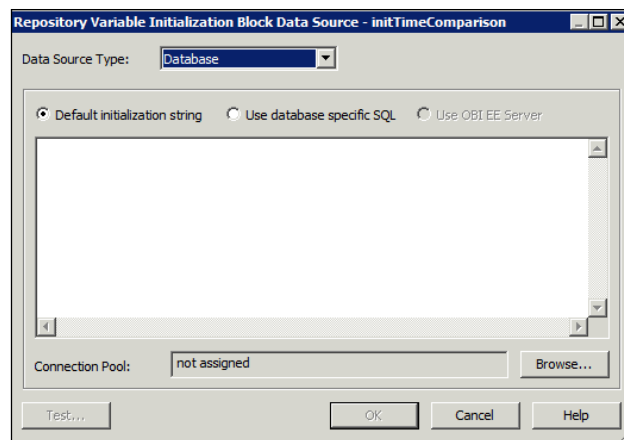 Repository Variable Initialization Block Data Source - initTimeComparison
Data Source Type: Database
Default initialization string Use database specific SQL Use OBI EE Server
Connection Pool: not assigned Browse...
Test... OK Cancel Help